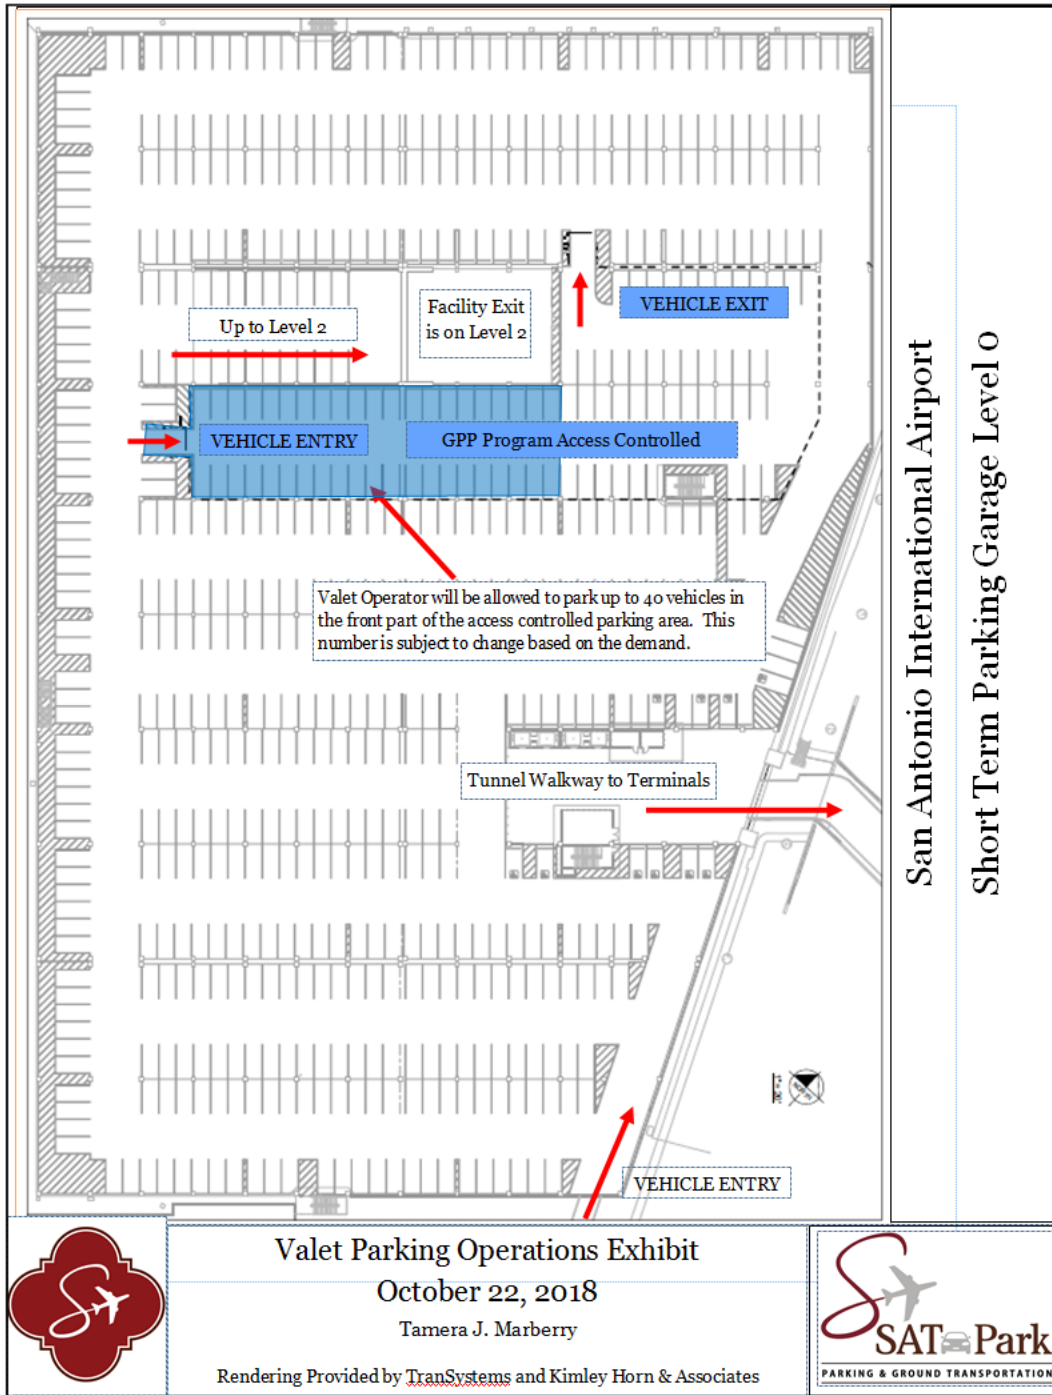 Up to Level 2
Facility Exit
is on Level 2
VEHICLE EXIT
VEHICLE ENTRY
GPP Program Access Controlled
Valet Operator will be allowed to park up to 40 vehicles in
the front part of the access controlled parking area.  This
number is subject to change based on the demand.
Tunnel Walkway to Terminals
VEHICLE ENTRY
San Antonio International Airport
Short Term Parking Garage Level 0
Valet Parking Operations Exhibit
October 22, 2018
Tamera J. Marberry
Rendering Provided by TranSystems and Kimley Horn & Associates
S
S
SAT Park
PARKING & GROUND TRANSPORTATION